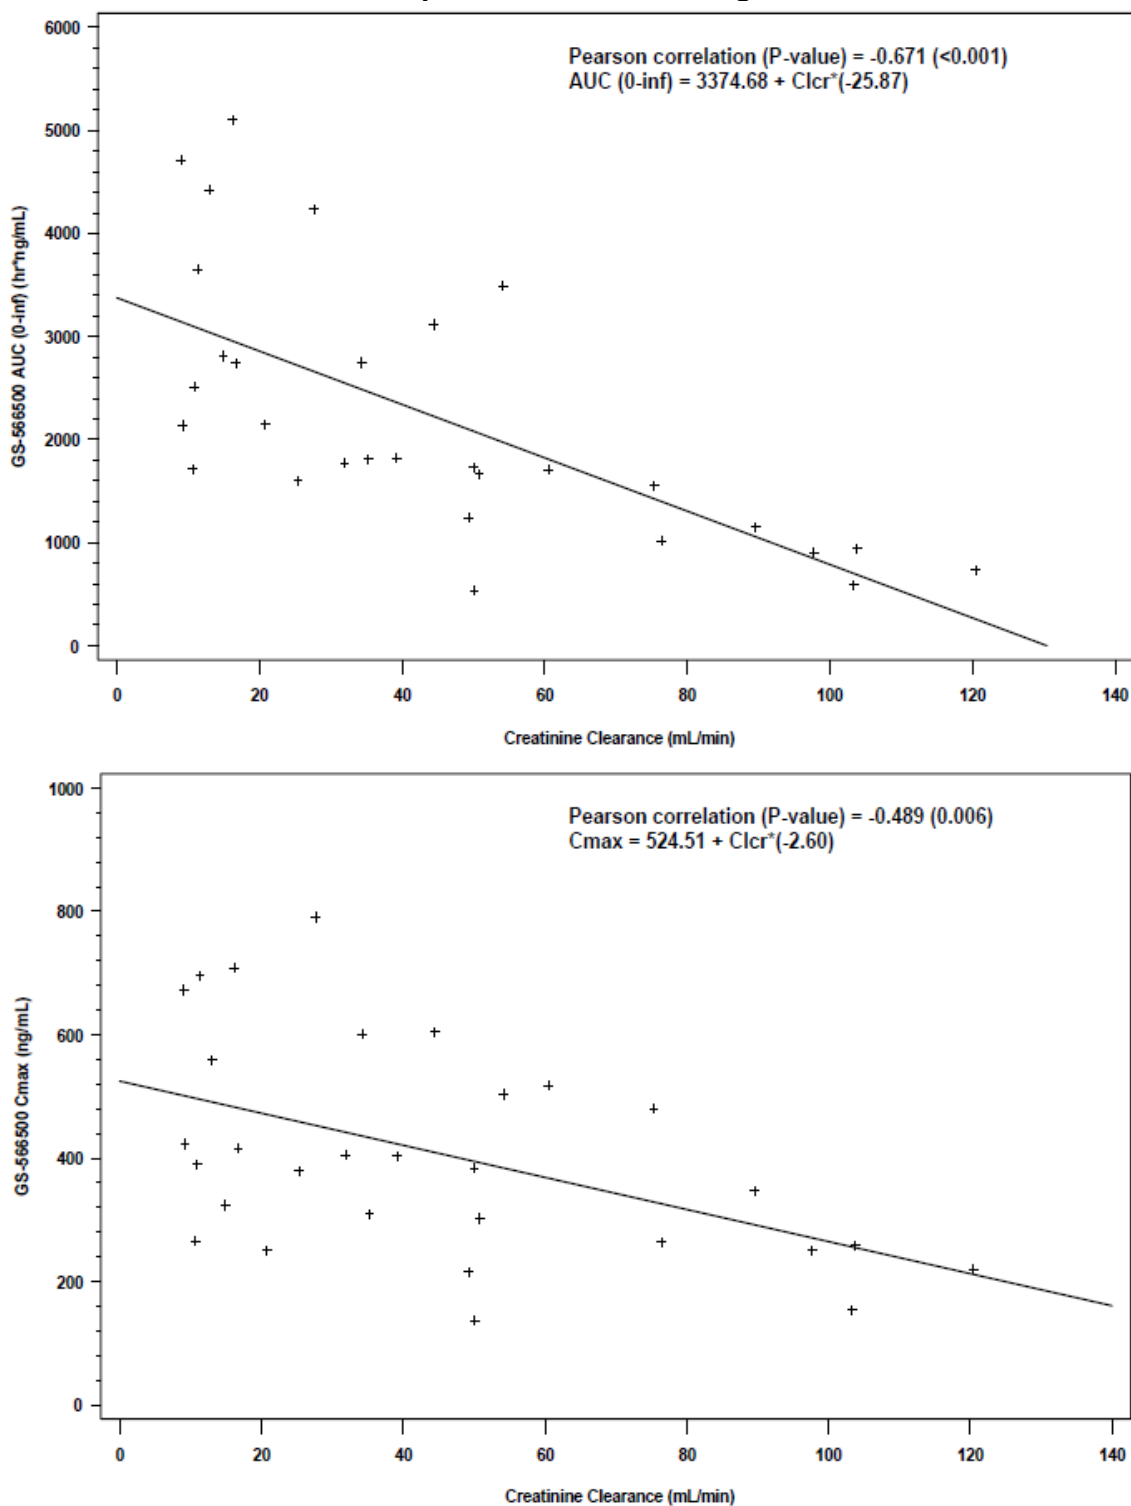 6000
Pearson correlation (P-value) = -0.671 (<0.001)
AUC (0-inf) = 3374.68 + Clcr*(-25.87)
5000
4000
3000
2000
1000
0
GS-566500 AUC (0-inf) (hr*ng/mL)
0 20 40 60 80 100 120 140
Creatinine Clearance (mL/min)
1000
Pearson correlation (P-value) = -0.489 (0.006)
Cmax = 524.51 + Clcr*(-2.60)
800
600
400
200
0
GS-566500 Cmax (ng/mL)
0 20 40 60 80 100 120 140
Creatinine Clearance (mL/min)